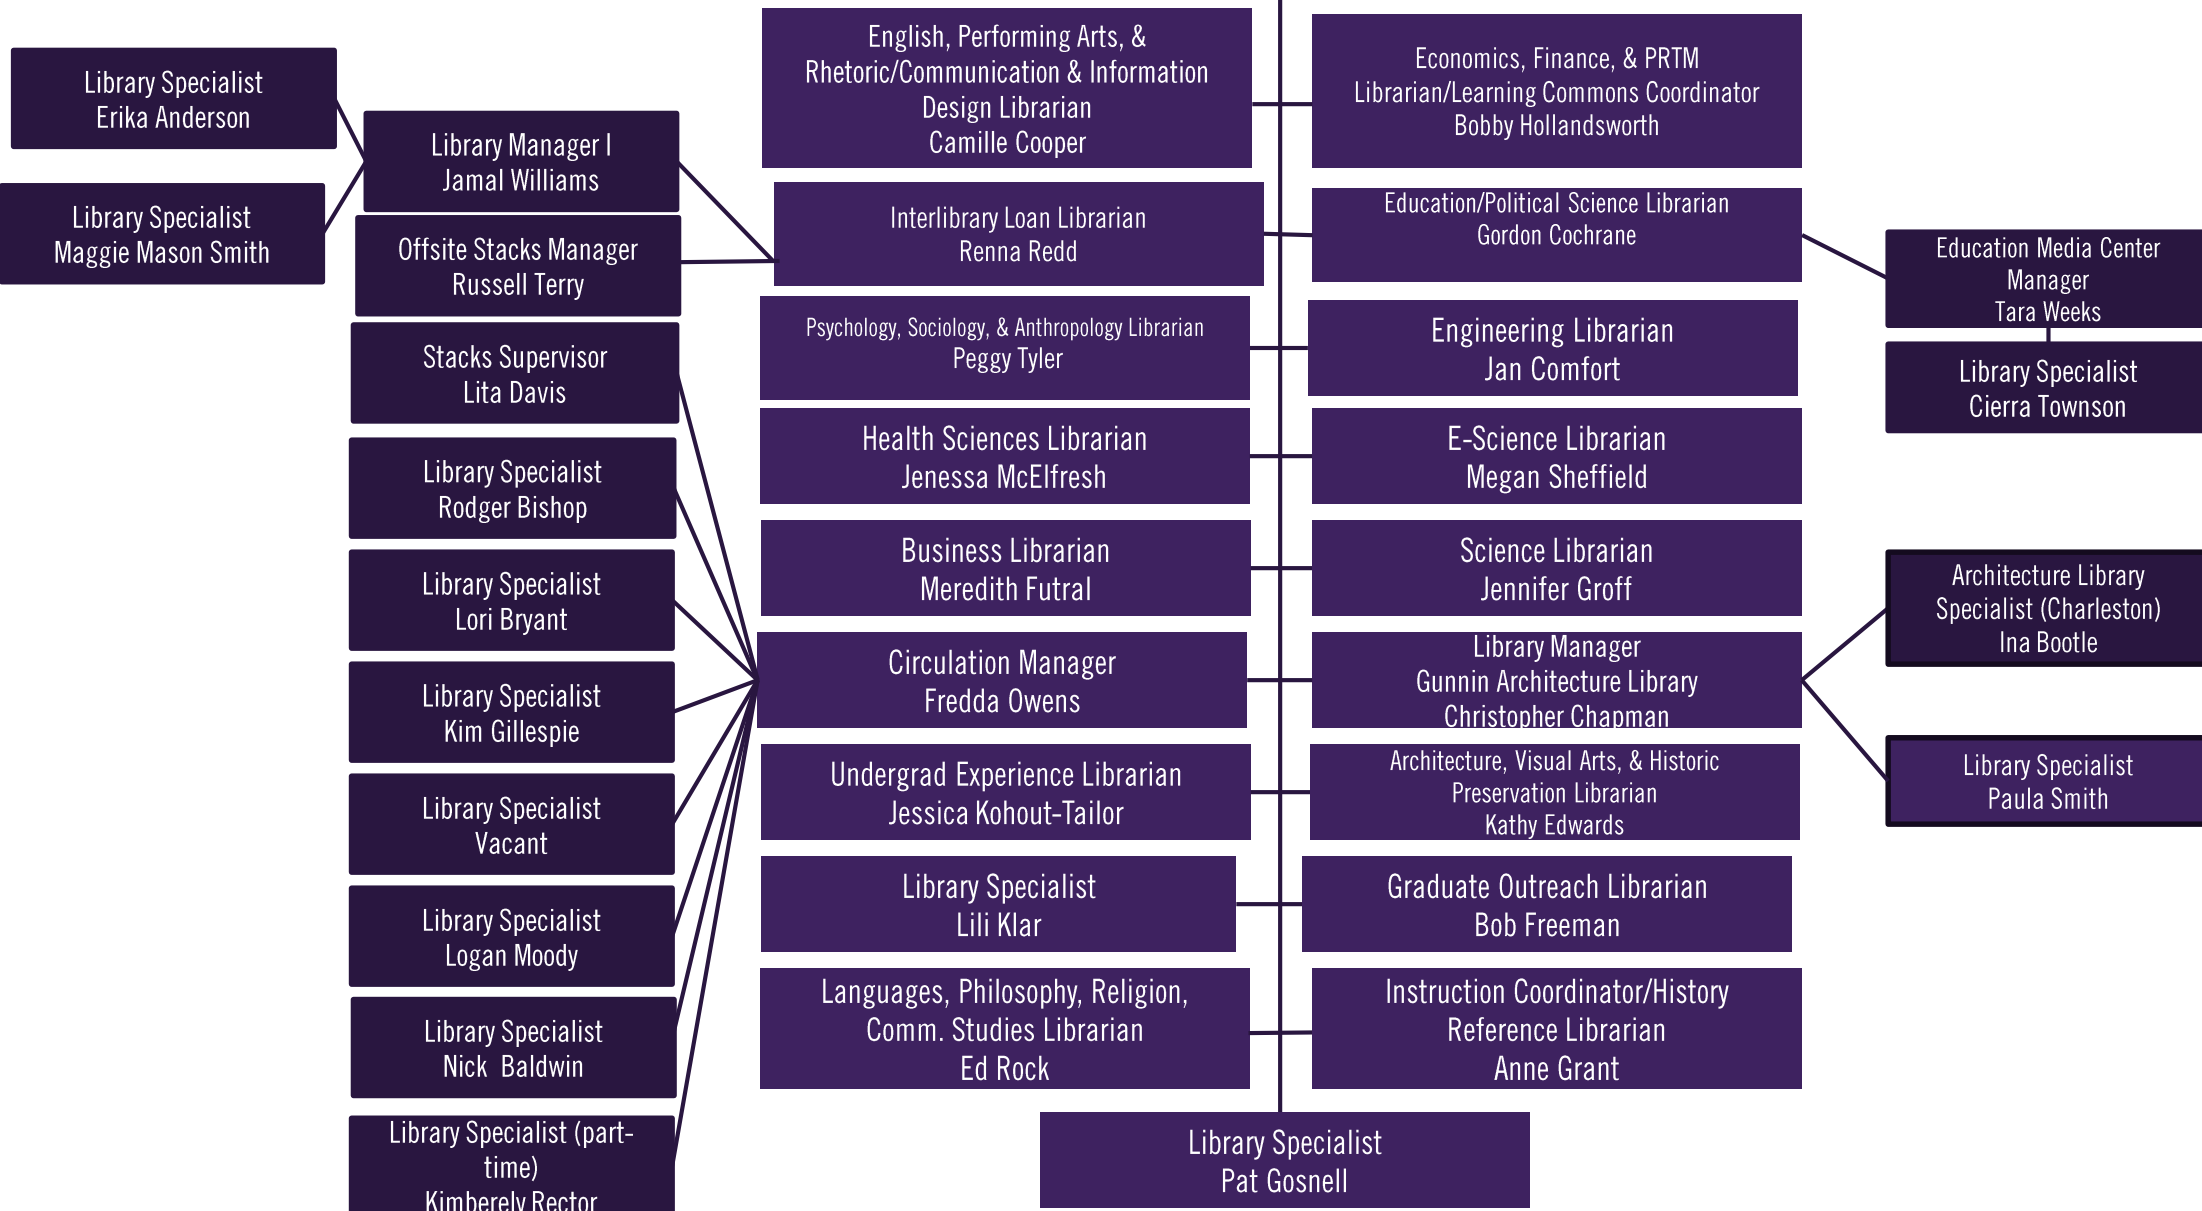 Library Specialist
Erika Anderson
Library Specialist
Maggie Mason Smith
Library Manager I
Jamal Williams
Offsite Stacks Manager
Russell Terry
Stacks Supervisor
Lita Davis
Library Specialist
Rodger Bishop
Library Specialist
Lori Bryant
Library Specialist
Kim Gillespie
Library Specialist
Vacant
Library Specialist
Logan Moody
Library Specialist
Nick  Baldwin
Library Specialist (part-
time)
Kimberely Rector
English, Performing Arts, &
Rhetoric/Communication & Information
Design Librarian
Camille Cooper
Interlibrary Loan Librarian
Renna Redd
Psychology, Sociology, & Anthropology Librarian
Peggy Tyler
Health Sciences Librarian
Jenessa McElfresh
Business Librarian
Meredith Futral
Circulation Manager
Fredda Owens
Undergrad Experience Librarian
Jessica Kohout-Tailor
Library Specialist
Lili Klar
Languages, Philosophy, Religion,
Comm. Studies Librarian
Ed Rock
Economics, Finance, & PRTM
Librarian/Learning Commons Coordinator
Bobby Hollandsworth
Education/Political Science Librarian
Gordon Cochrane
Engineering Librarian
Jan Comfort
E-Science Librarian
Megan Sheffield
Science Librarian
Jennifer Groff
Library Manager
Gunnin Architecture Library
Christopher Chapman
Architecture, Visual Arts, & Historic
Preservation Librarian
Kathy Edwards
Graduate Outreach Librarian
Bob Freeman
Instruction Coordinator/History
Reference Librarian
Anne Grant
Library Specialist
Pat Gosnell
Education Media Center
Manager
Tara Weeks
Library Specialist
Cierra Townson
Architecture Library
Specialist (Charleston)
Ina Bootle
Library Specialist
Paula Smith